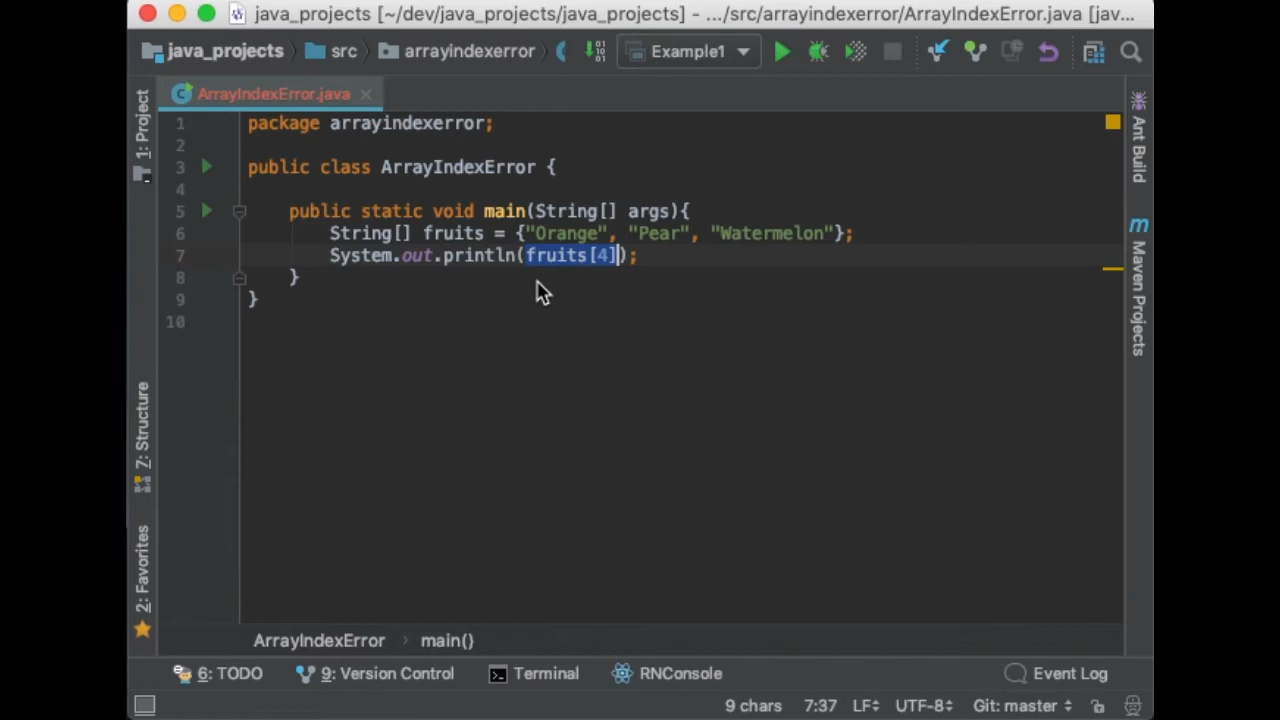 java_projects [~/dev/java_projects/java_projects] - .../src/arrayindexerror/ArrayIndexError.java [jav...
java_projects src arrayindexerror Example1
ArrayIndexError.java
1 package arrayindexerror;
2
3 public class ArrayIndexError {
4
5 public static void main(String[] args){
6 String[] fruits = {"Orange", "Pear", "Watermelon"};
7 System.out.println(fruits[4]);
8 }
9 }
10
1: Project
7: Structure
2: Favorites
Ant Build
m
Maven Projects
ArrayIndexError main()
6: TODO 9: Version Control Terminal RNConsole Event Log
9 chars 7:37 LF UTF-8 Git: master